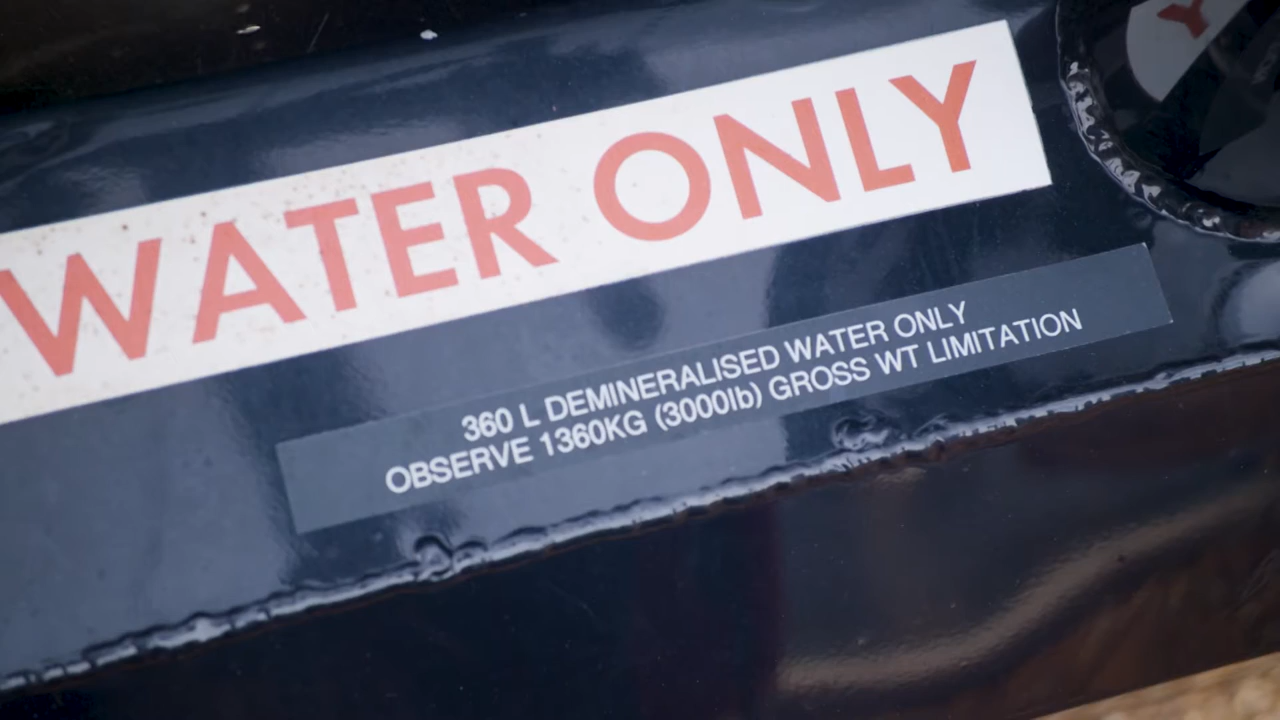 WATER ONLY
360 L DEMINERALISED WATER ONLY
OBSERVE 1360KG (3000lb) GROSS WT LIMITATION
Y